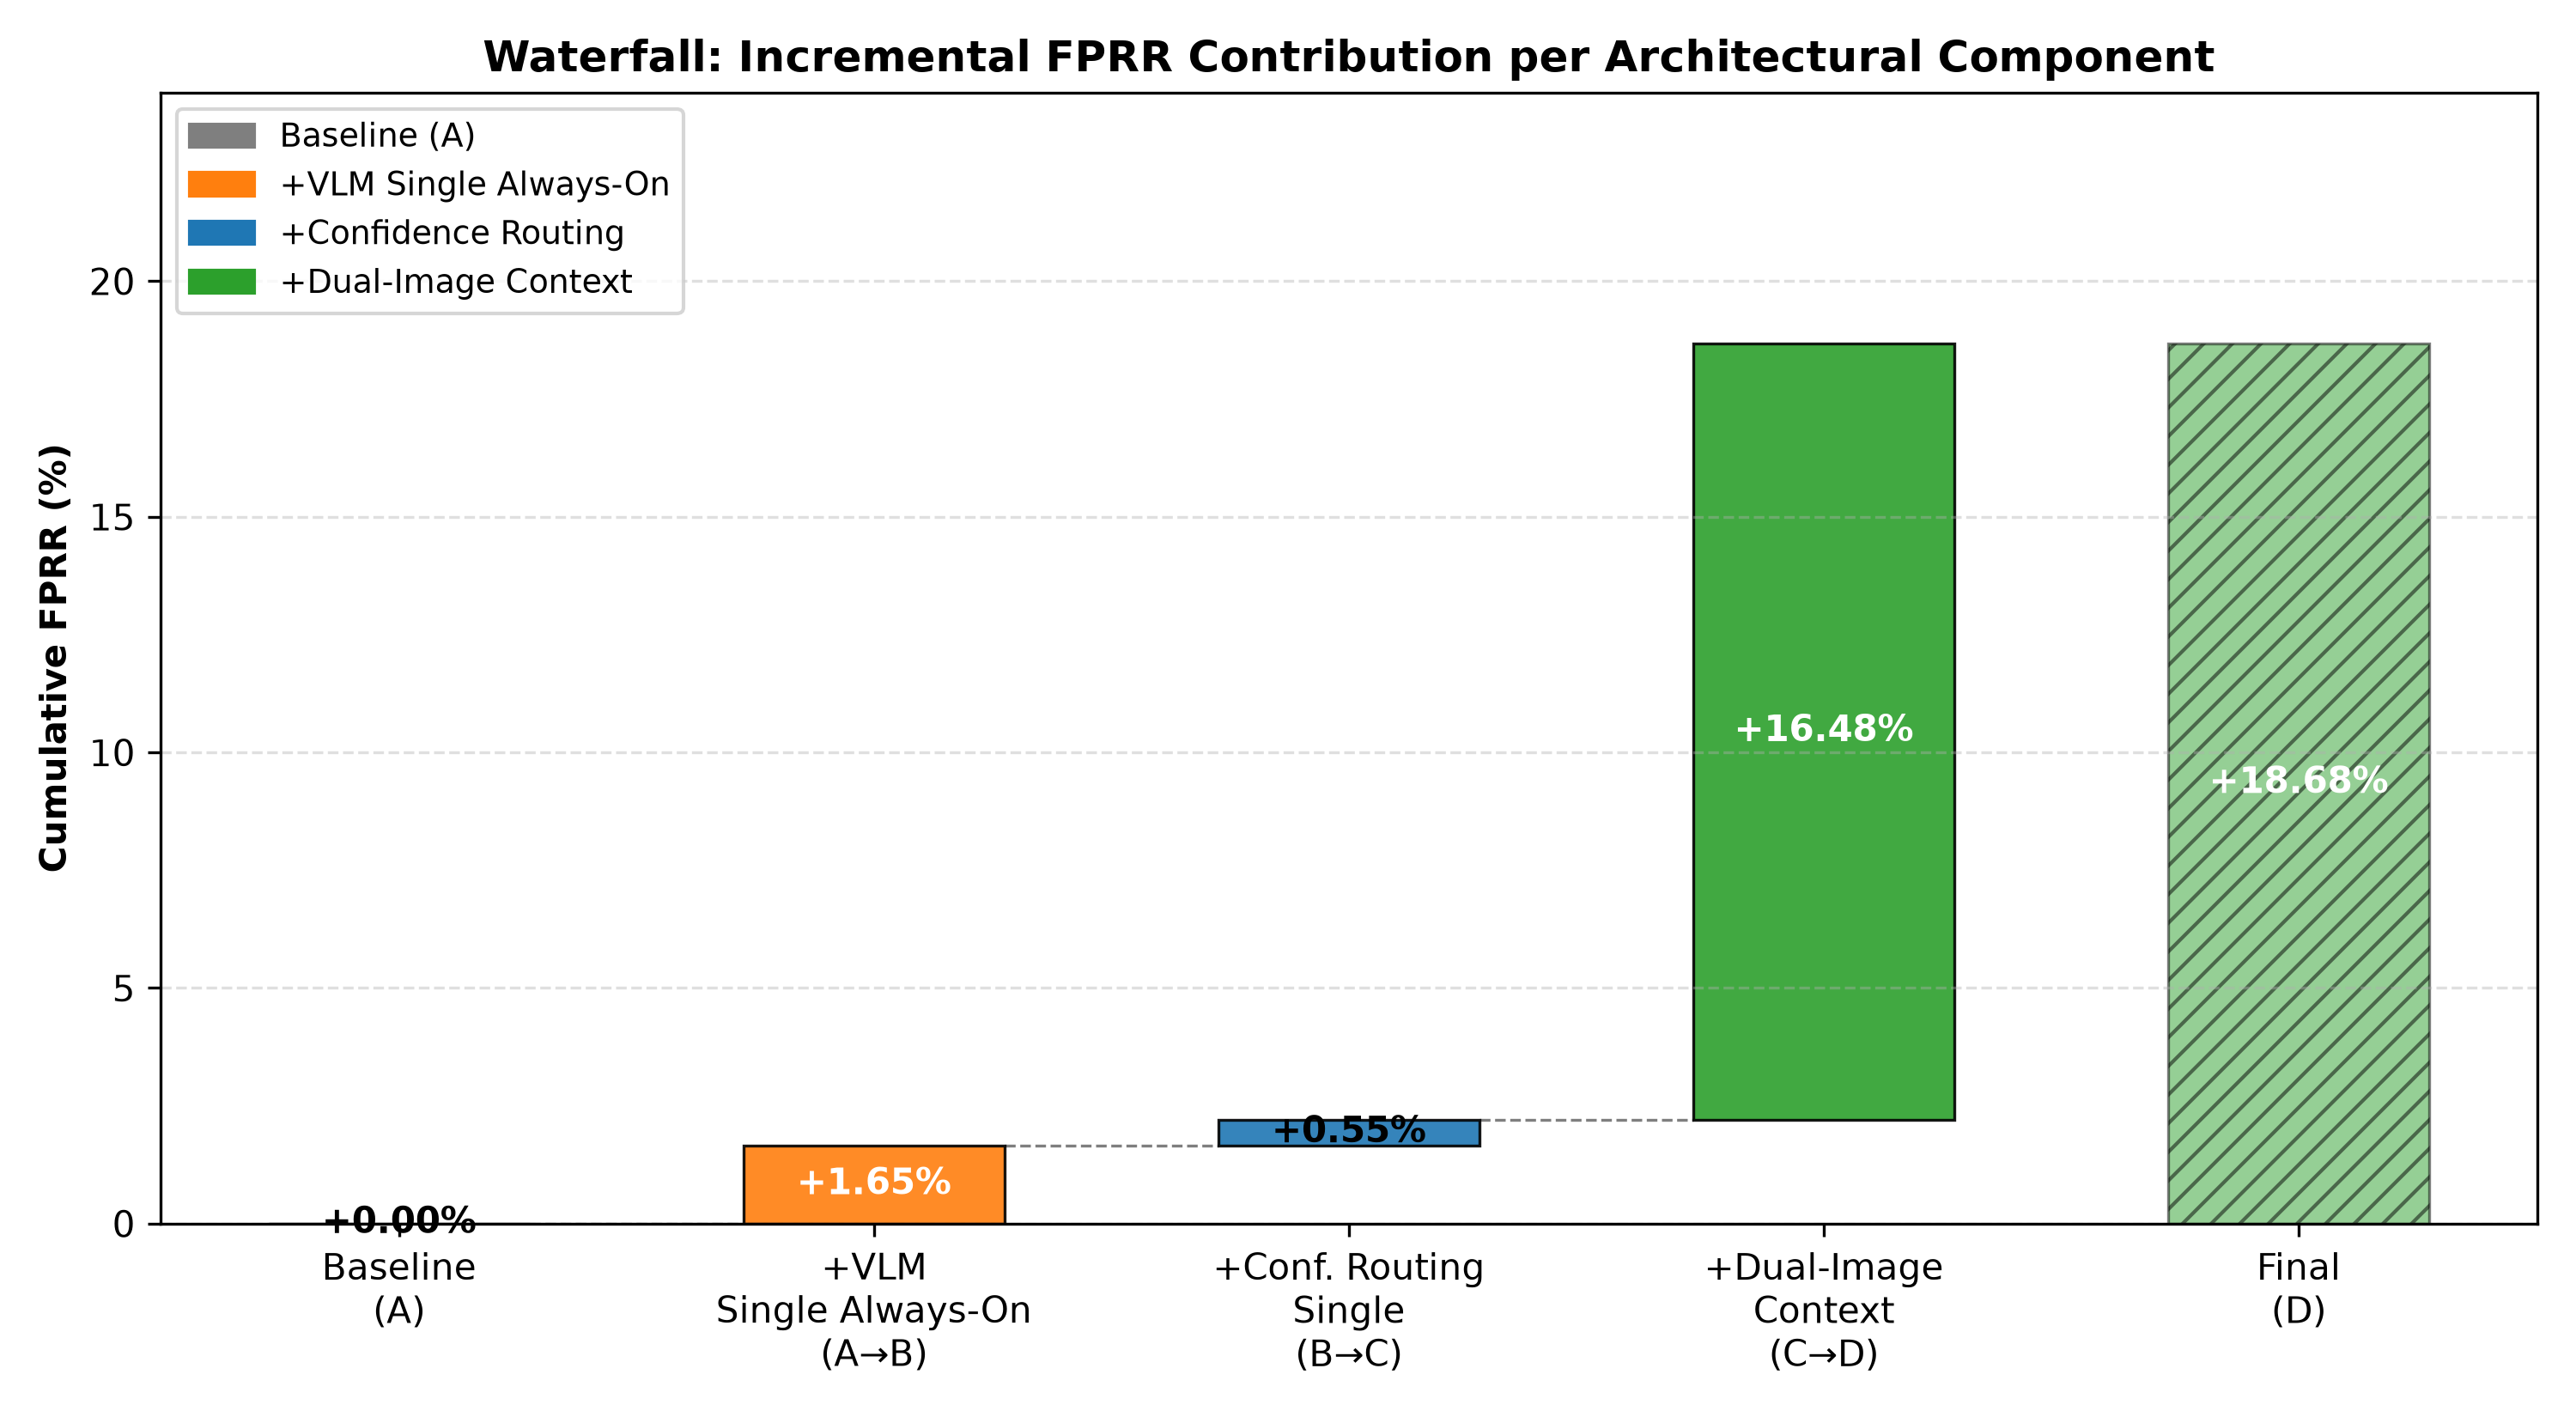 Waterfall: Incremental FPRR Contribution per Architectural Component
Baseline (A)
+VLM Single Always-On
+Confidence Routing
+Dual-Image Context
Cumulative FPRR (%)
20
15
10
5
0
+0.00%
+1.65%
+0.55%
+16.48%
+18.68%
Baseline
(A)
+VLM
Single Always-On
(A→B)
+Conf. Routing
Single
(B→C)
+Dual-Image
Context
(C→D)
Final
(D)